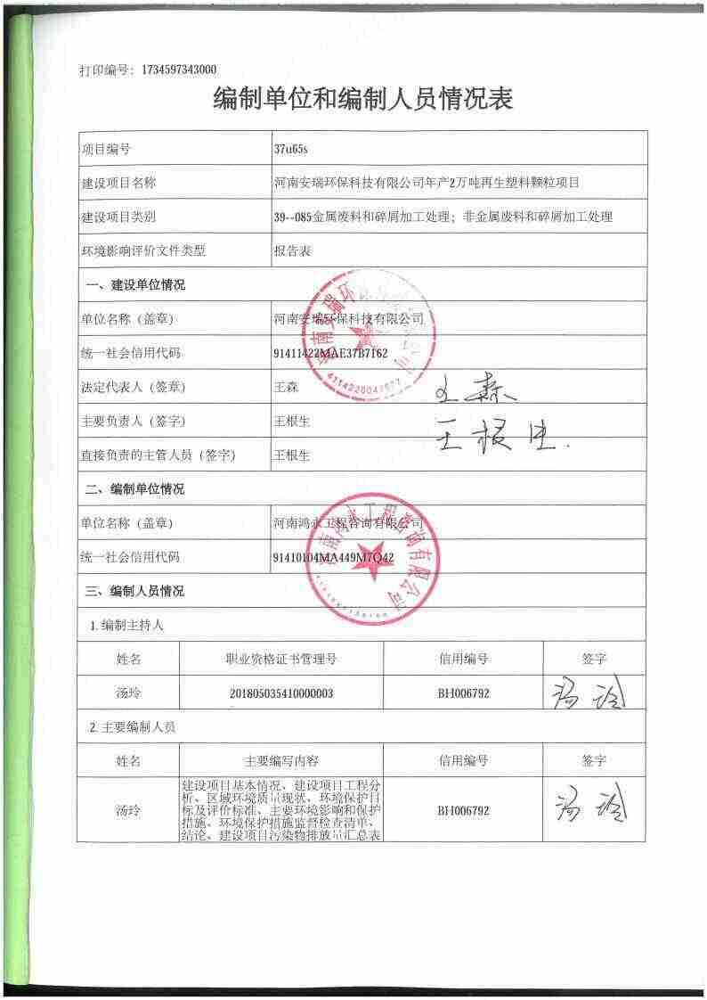 打印编号：1734597343000
编制单位和编制人员情况表
项目编号 37u65s
建设项目名称 河南安瑞环保科技有限公司年产2万吨再生塑料颗粒项目
建设项目类别 39--085金属废料和碎屑加工处理；非金属废料和碎屑加工处理
环境影响评价文件类型 报告表
一、建设单位情况
单位名称（盖章） 河南安瑞环保科技有限公司
统一社会信用代码 91411422MAE37B7162
法定代表人（签章） 王森 王森
主要负责人（签字） 王根生 王根生
直接负责的主管人员（签字） 王根生
二、编制单位情况
单位名称（盖章） 河南鸿永工程咨询有限公司
统一社会信用代码 91410104MA449M7Q42
河南鸿永工程咨询有限公司
三、编制人员情况
1.编制主持人
姓名 职业资格证书管理号 信用编号 签字
汤玲 201805035410000003 BH006792 汤玲
2.主要编制人员
姓名 主要编写内容 信用编号 签字
建设项目基本情况、建设项目工程分
析、区域环境质量现状、环境保护目
汤玲 标及评价标准、主要环境影响和保护 BH006792 汤玲
措施、环境保护措施监督检查清单、
结论、建设项目污染物排放量汇总表